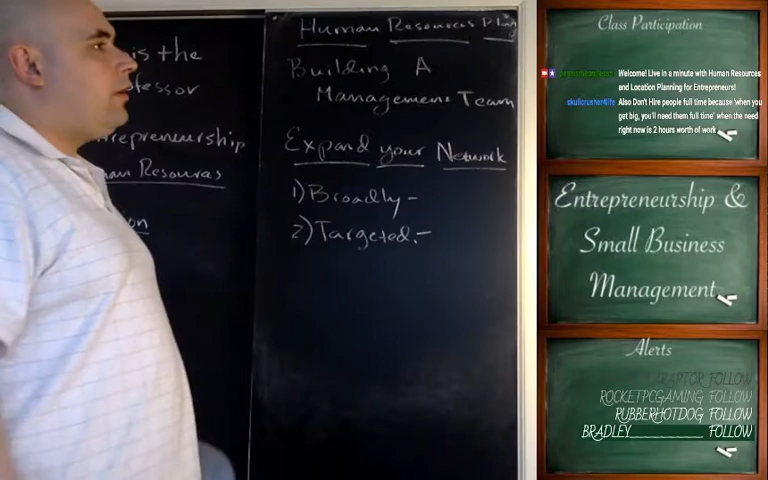 is the
fessor
trepreneurship
man Resources
on
Human Resources Plng
Building A
Management Team
Expand your Network
1) Broadly -
2) Targeted: -
Class Participation
Welcome! Live in a minute with Human Resources
and Location Planning for Entrepreneurs!
skullcrusher4life Also Don't Hire people full time because 'when you
get big, you'll need them full time' when the need
right now is 2 hours worth of work
Entrepreneurship &
Small Business
Management
Alerts
RAPTOR FOLLOW
ROCKETPCGAMING FOLLOW
RUBBERHOTDOG FOLLOW
BRADLEY______________ FOLLOW